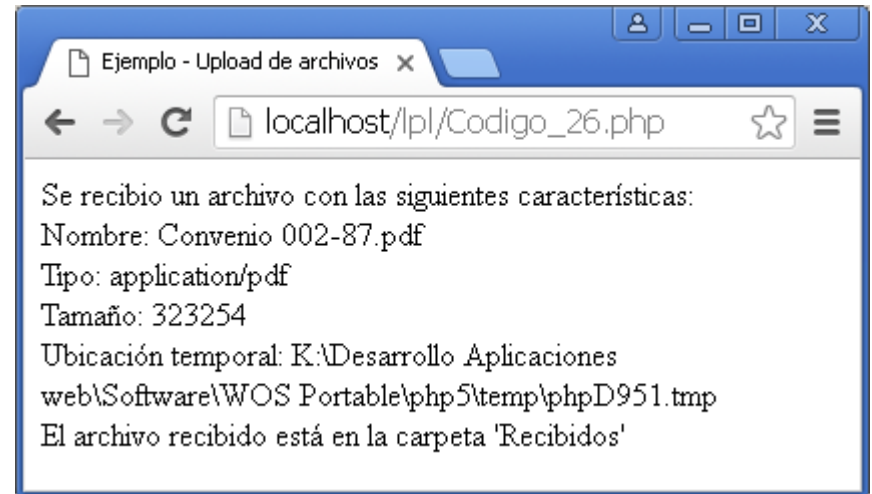 Ejemplo - Upload de archivos
localhost/lpl/Codigo_26.php
Se recibio un archivo con las siguientes características:
Nombre: Convenio 002-87.pdf
Tipo: application/pdf
Tamaño: 323254
Ubicación temporal: K:\Desarrollo Aplicaciones
web\Software\WOS Portable\php5\temp\phpD951.tmp
El archivo recibido está en la carpeta 'Recibidos'